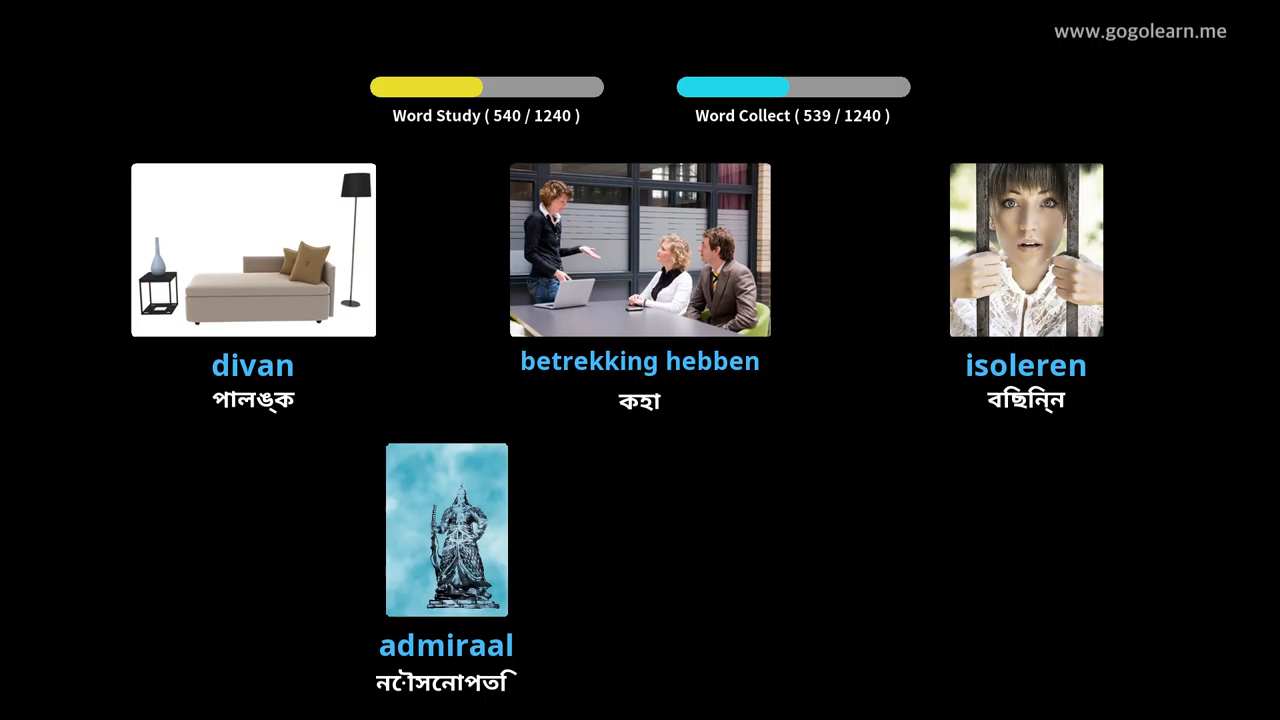 www.gogolearn.me
Word Study ( 540 / 1240 )
Word Collect ( 539 / 1240 )
divan
পালঙ্ক
betrekking hebben
কহা
isoleren
বিছিন্ন
admiraal
নৌসেনাপতি